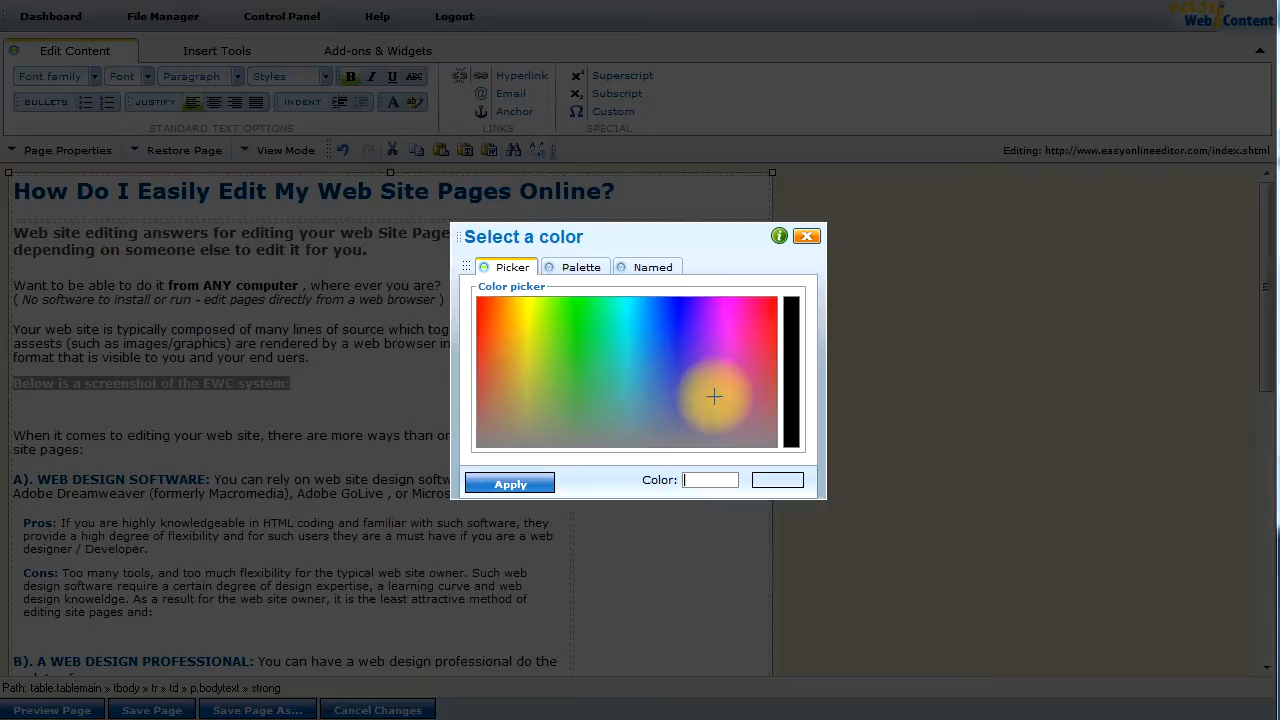 Dashboard File Manager Control Panel Help Logout
easy
Web Content
Edit Content Insert Tools Add-ons & Widgets
Font family Font Paragraph Styles B I U ABC Hyperlink x² Superscript
@ Email x₂ Subscript
BULLETS JUSTIFY INDENT A ab Anchor Ω Custom
STANDARD TEXT OPTIONS LINKS SPECIAL
Page Properties Restore Page View Mode Editing: http://www.easyonlineeditor.com/index.shtml
How Do I Easily Edit My Web Site Pages Online?
Web site editing answers for editing your web Site Page
depending on someone else to edit it for you.
Want to be able to do it from ANY computer , where ever you are?
( No software to install or run - edit pages directly from a web browser )
Your web site is typically composed of many lines of source which tog
assests (such as images/graphics) are rendered by a web browser in
format that is visible to you and your end uers.
Below is a screenshot of the EWC system:
When it comes to editing your web site, there are more ways than or
site pages:
A). WEB DESIGN SOFTWARE: You can rely on web site design softw
Adobe Dreamweaver (formerly Macromedia), Adobe GoLive , or Micros
Pros: If you are highly knowledgeable in HTML coding and familiar with such software, they
provide a high degree of flexibility and for such users they are a must have if you are a web
designer / Developer.
Cons: Too many tools, and too much flexibility for the typical web site owner. Such web
design software require a certain degree of design expertise, a learning curve and web
design knoweldge. As a result for the web site owner, it is the least attractive method of
editing site pages and:
B). A WEB DESIGN PROFESSIONAL: You can have a web design professional do the
Select a color
Picker Palette Named
Color picker
Apply Color:
Path: table.tablemain » tbody » tr » td » p.bodytext » strong
Preview Page Save Page Save Page As... Cancel Changes